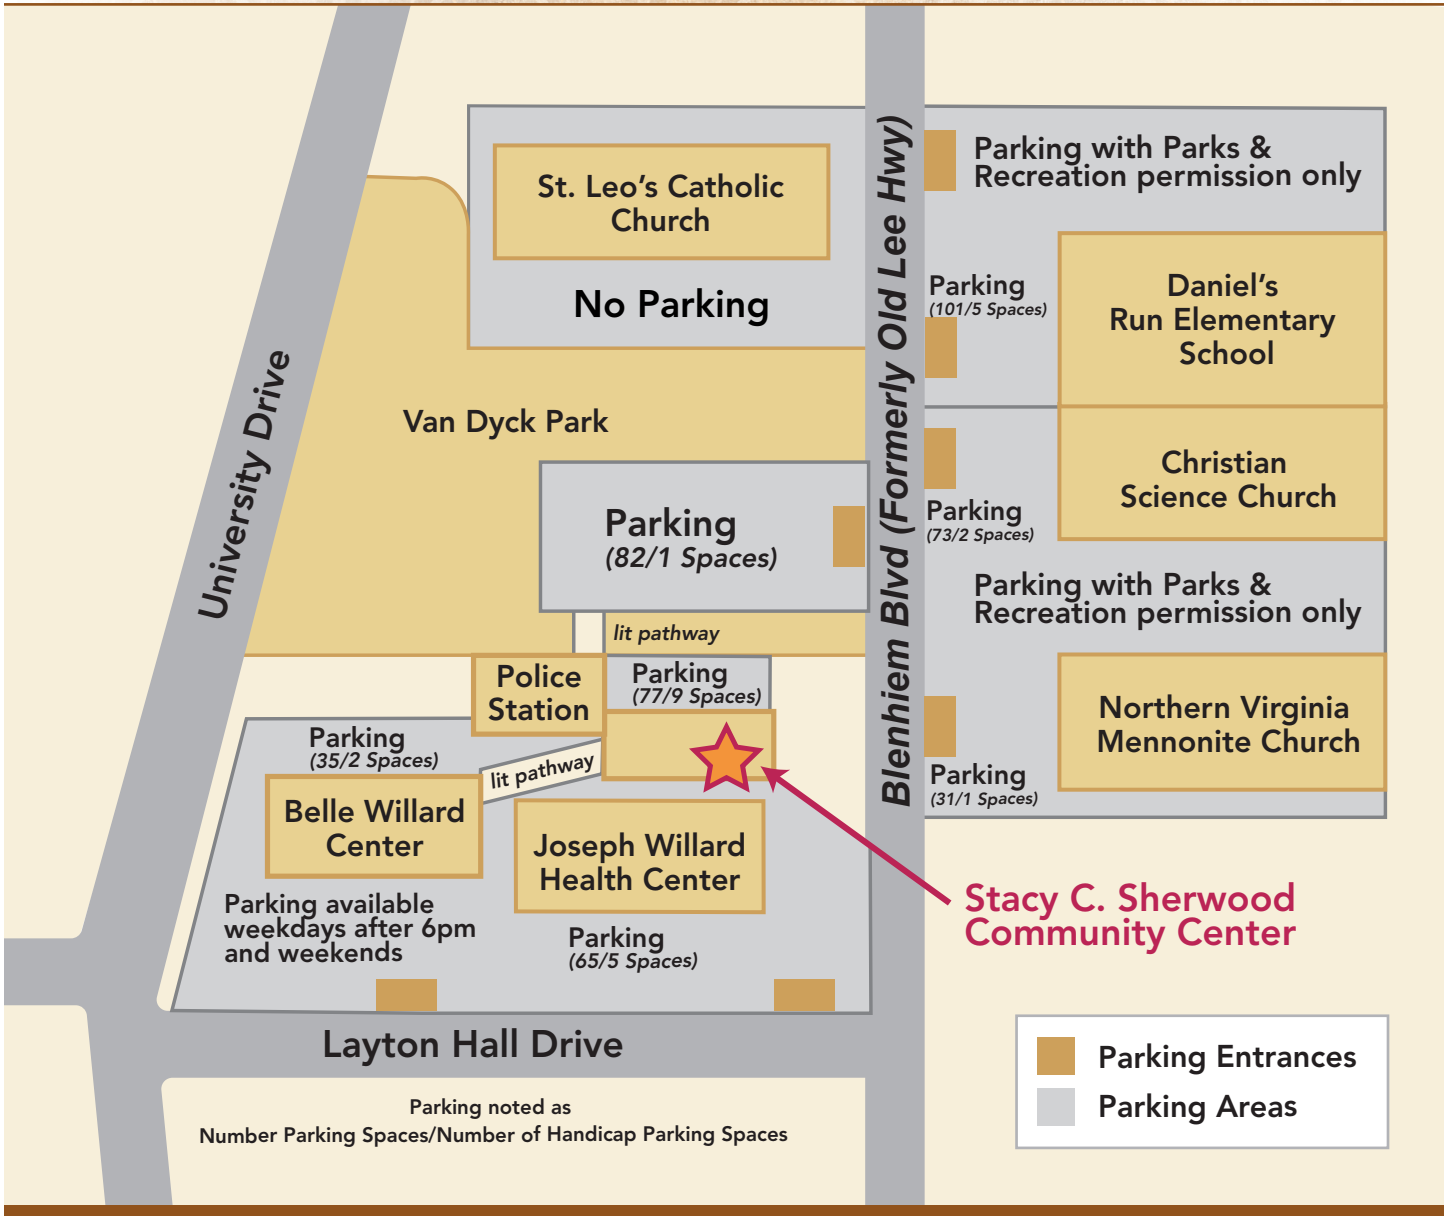 St. Leo's Catholic
Church
No Parking
Parking with Parks &
Recreation permission only
Parking
(101/5 Spaces)
Daniel's
Run Elementary
School
University Drive
Van Dyck Park
Blenhiem Blvd (Formerly Old Lee Hwy)
Christian
Science Church
Parking
(73/2 Spaces)
Parking
(82/1 Spaces)
Parking with Parks &
Recreation permission only
lit pathway
Police
Station
Parking
(77/9 Spaces)
Northern Virginia
Mennonite Church
Parking
(31/1 Spaces)
Parking
(35/2 Spaces)
lit pathway
Belle Willard
Center
Joseph Willard
Health Center
Parking available
weekdays after 6pm
and weekends
Parking
(65/5 Spaces)
Stacy C. Sherwood
Community Center
Layton Hall Drive
Parking Entrances
Parking Areas
Parking noted as
Number Parking Spaces/Number of Handicap Parking Spaces